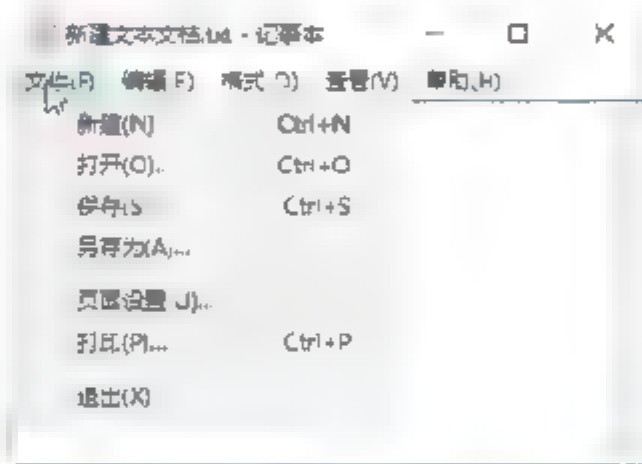 新建文本文档.txt - 记事本
文件(F) 编辑(E) 格式(O) 查看(V) 帮助(H)
新建(N) Ctrl+N
打开(O)... Ctrl+O
保存(S) Ctrl+S
另存为(A)...
页面设置(U)...
打印(P)... Ctrl+P
退出(X)